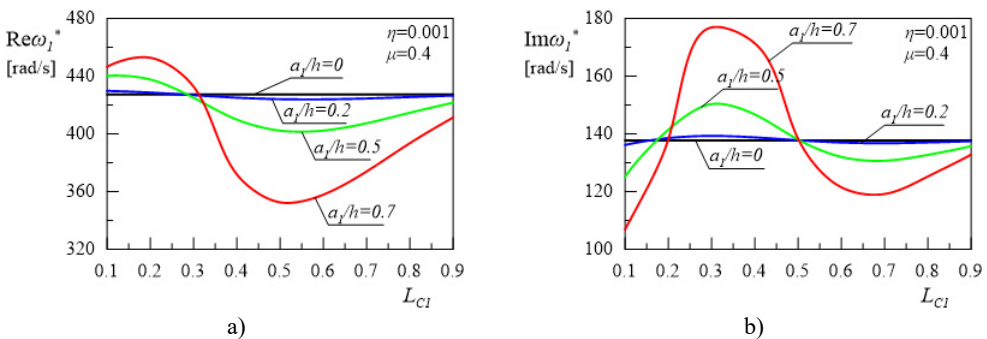 480
440
400
360
320
Reω1*
[rad/s]
η=0.001
μ=0.4
a1/h=0
a1/h=0.2
a1/h=0.5
a1/h=0.7
0.1 0.2 0.3 0.4 0.5 0.6 0.7 0.8 0.9
LC1
a)
180
160
140
120
100
Imω1*
[rad/s]
η=0.001
μ=0.4
a1/h=0.7
a1/h=0.5
a1/h=0.2
a1/h=0
0.1 0.2 0.3 0.4 0.5 0.6 0.7 0.8 0.9
LC1
b)